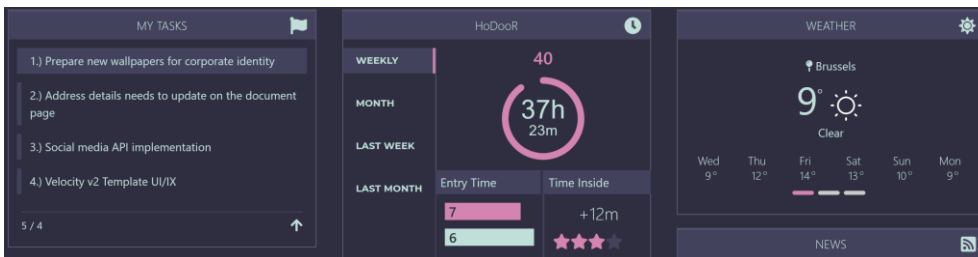 MY TASKS
1.) Prepare new wallpapers for corporate identity
2.) Address details needs to update on the document
page
3.) Social media API implementation
4.) Velocity v2 Template UI/IX
5 / 4
HoDooR
WEEKLY
MONTH
LAST WEEK
LAST MONTH
40
37h
23m
Entry Time
Time Inside
7
6
+12m
WEATHER
Brussels
9°
Clear
Wed Thu Fri Sat Sun Mon
9° 12° 14° 13° 10° 9°
NEWS